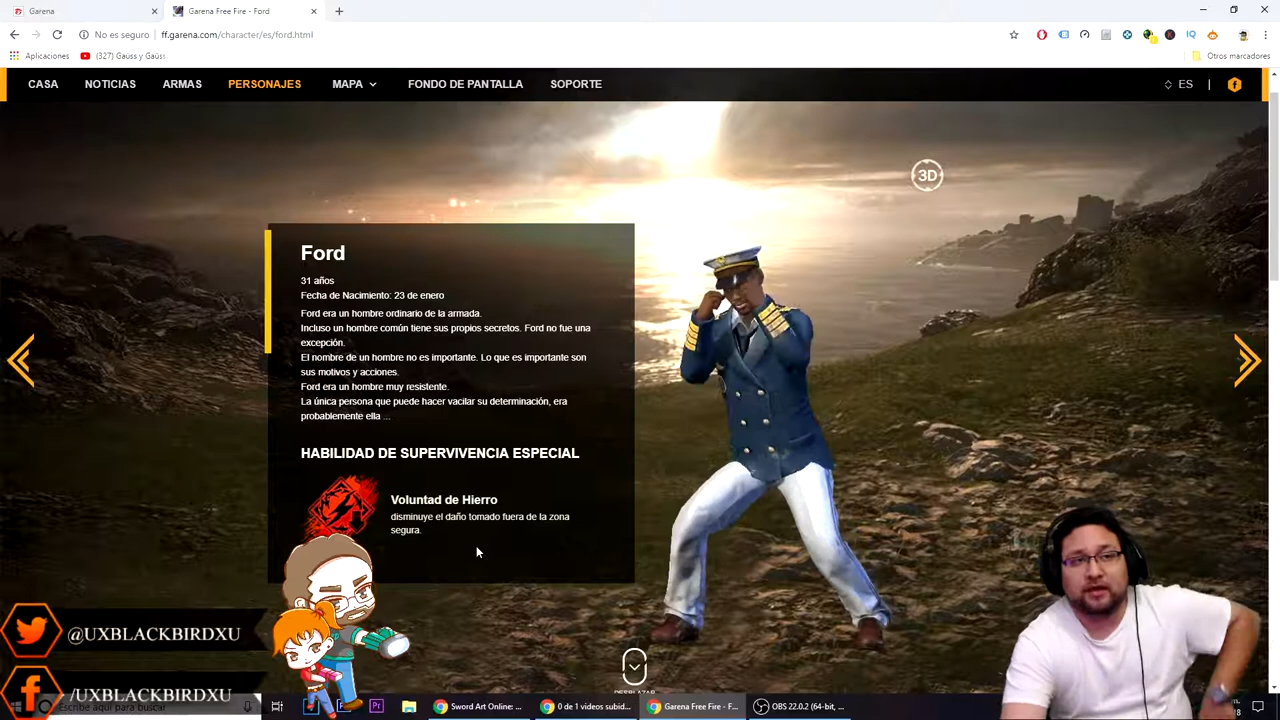 Garena
Garena Free Fire - Ford
No es seguro | ff.garena.com/character/es/ford.html
Aplicaciones
(327) Gaüss y Gaüss
Otros marcadores
CASA NOTICIAS ARMAS PERSONAJES MAPA FONDO DE PANTALLA SOPORTE ES |
3D
Ford
31 años
Fecha de Nacimiento: 23 de enero
Ford era un hombre ordinario de la armada.
Incluso un hombre común tiene sus propios secretos. Ford no fue una
excepción.
El nombre de un hombre no es importante. Lo que es importante son
sus motivos y acciones.
Ford era un hombre muy resistente.
La única persona que puede hacer vacilar su determinación, era
probablemente ella ...
HABILIDAD DE SUPERVIVENCIA ESPECIAL
Voluntad de Hierro
disminuye el daño tomado fuera de la zona
segura.
@UXBLACKBIRDXU
/UXBLACKBIRDXU
DESPLAZAR
Escribe aquí para buscar
Pr
Sword Art Online: ...
0 de 1 videos subid...
Garena Free Fire - F...
OBS 22.0.2 (64-bit, ...